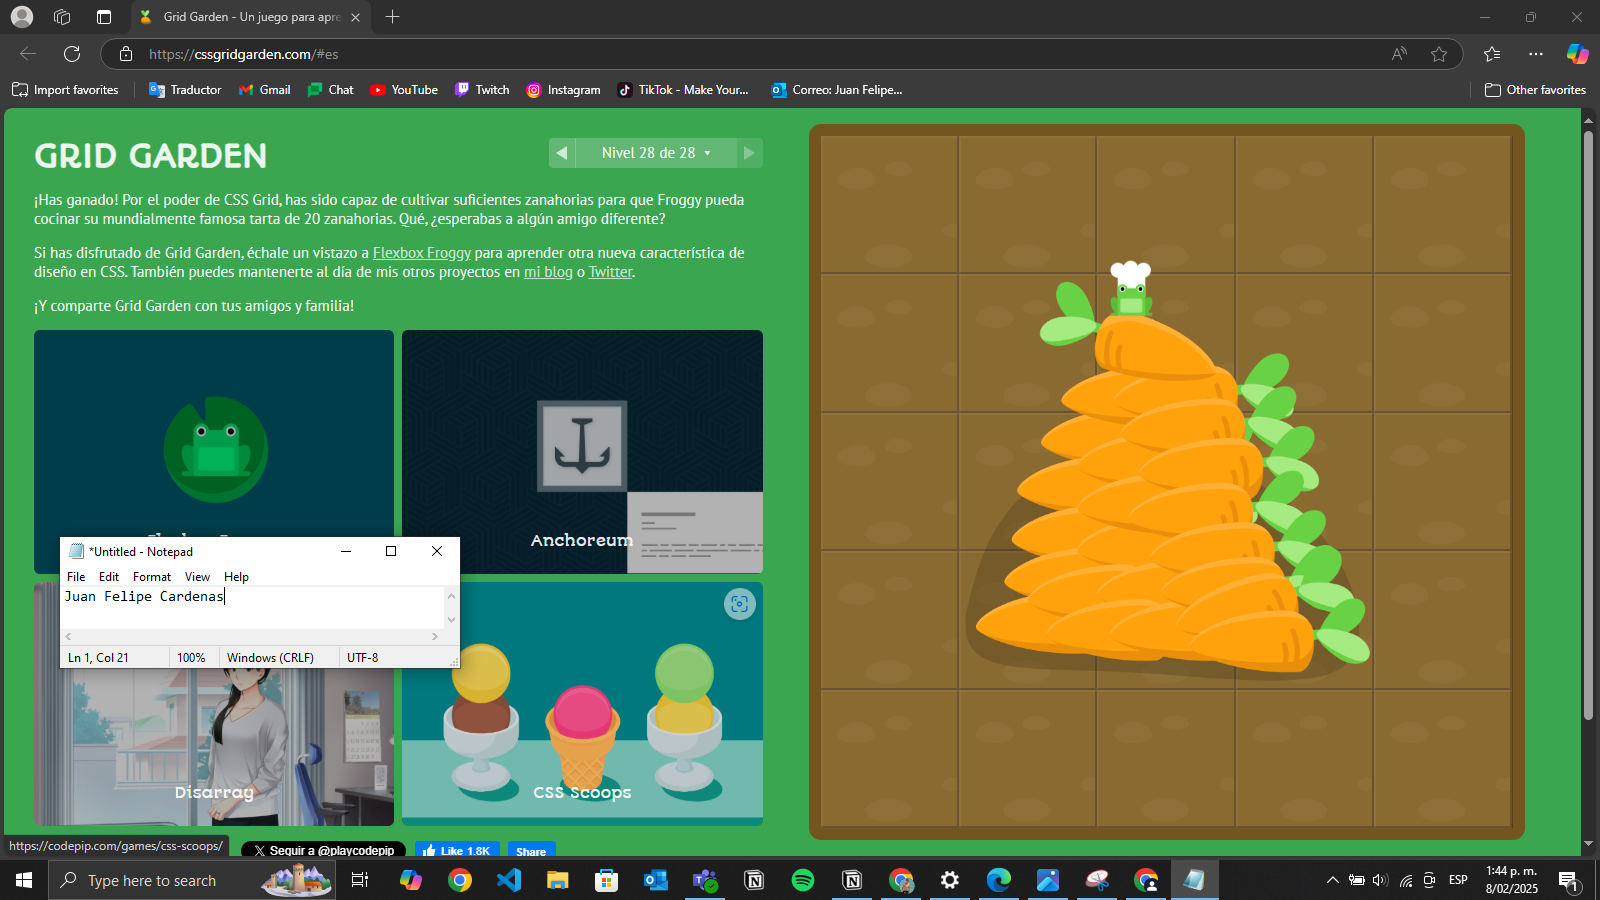 Grid Garden - Un juego para apre
https://cssgridgarden.com/#es
Import favorites
Traductor
Gmail
Chat
YouTube
Twitch
Instagram
TikTok - Make Your...
Correo: Juan Felipe...
Other favorites
GRID GARDEN
Nivel 28 de 28
¡Has ganado! Por el poder de CSS Grid, has sido capaz de cultivar suficientes zanahorias para que Froggy pueda
cocinar su mundialmente famosa tarta de 20 zanahorias. Qué, ¿esperabas a algún amigo diferente?
Si has disfrutado de Grid Garden, échale un vistazo a Flexbox Froggy para aprender otra nueva característica de
diseño en CSS. También puedes mantenerte al día de mis otros proyectos en mi blog o Twitter.
¡Y comparte Grid Garden con tus amigos y familia!
Anchoreum
*Untitled - Notepad
File Edit Format View Help
Juan Felipe Cardenas
Ln 1, Col 21
100%
Windows (CRLF)
UTF-8
Disarray
CSS Scoops
https://codepip.com/games/css-scoops/
Seguir a @playcodepip
Like 1.8K
Share
Type here to search
ESP
1:44 p. m.
8/02/2025
1